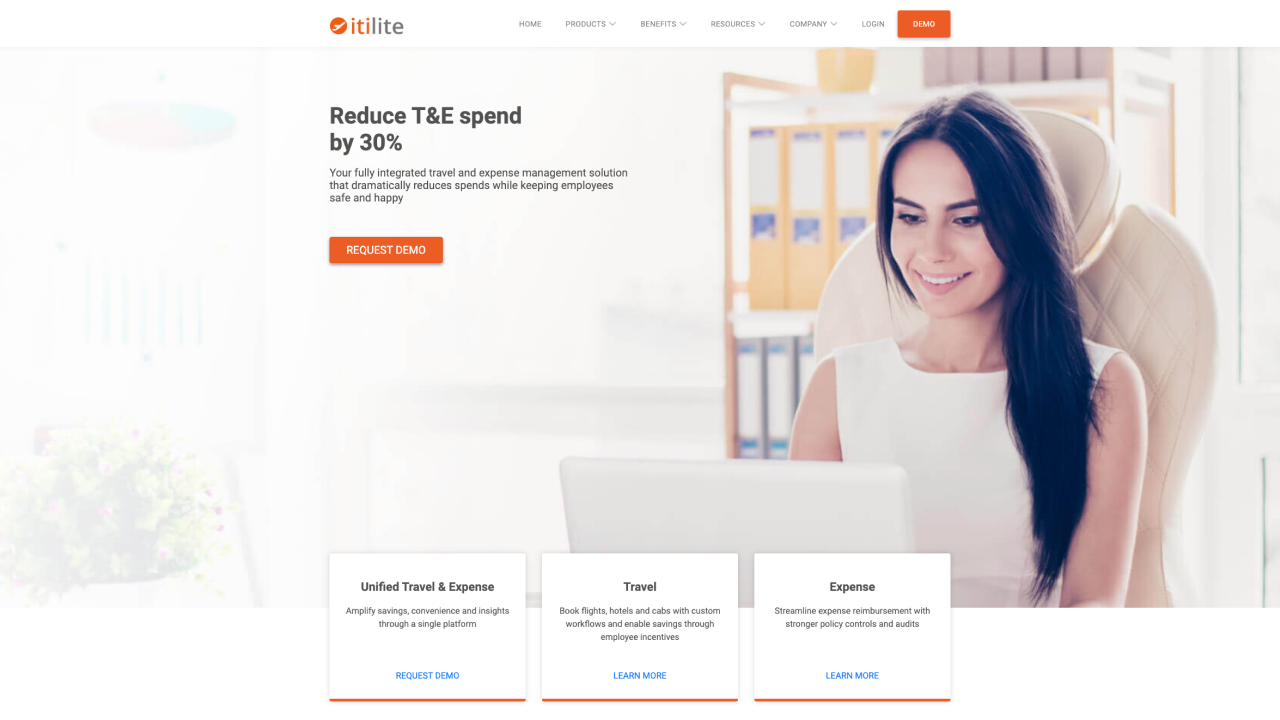 itilite
HOME
PRODUCTS
BENEFITS
RESOURCES
COMPANY
LOGIN
DEMO
Reduce T&E spend
by 30%
Your fully integrated travel and expense management solution
that dramatically reduces spends while keeping employees
safe and happy
REQUEST DEMO
Unified Travel & Expense
Amplify savings, convenience and insights
through a single platform
REQUEST DEMO
Travel
Book flights, hotels and cabs with custom
workflows and enable savings through
employee incentives
LEARN MORE
Expense
Streamline expense reimbursement with
stronger policy controls and audits
LEARN MORE